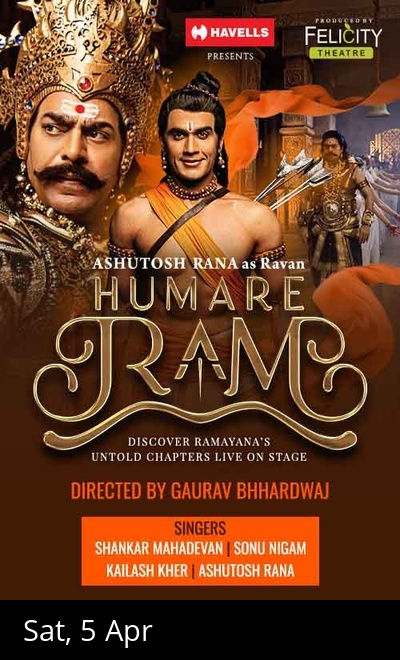 HAVELLS
PRESENTS
PRODUCED BY
FELICITY
THEATRE
ASHUTOSH RANA as Ravan
HUMARE
RAM
DISCOVER RAMAYANA'S
UNTOLD CHAPTERS LIVE ON STAGE
DIRECTED BY GAURAV BHHARDWAJ
SINGERS
SHANKAR MAHADEVAN | SONU NIGAM
KAILASH KHER | ASHUTOSH RANA
Sat, 5 Apr